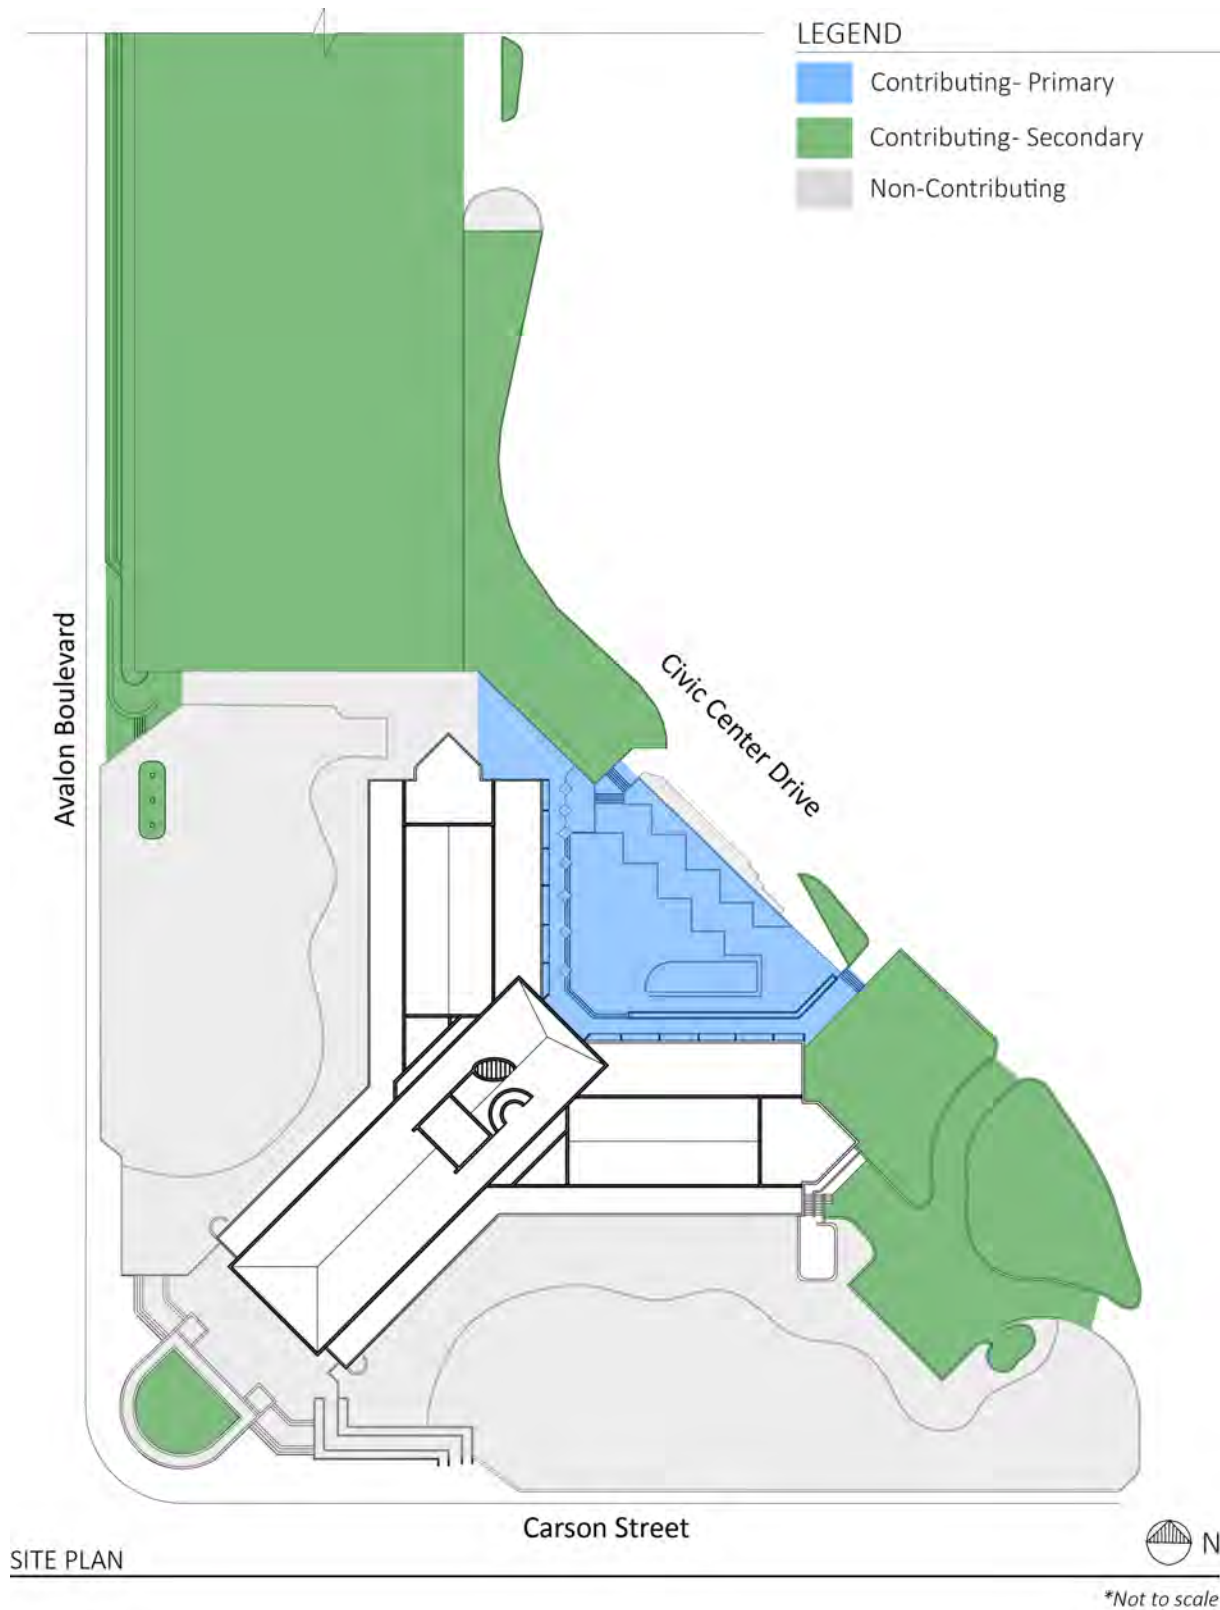 LEGEND
Contributing- Primary
Contributing- Secondary
Non-Contributing
Avalon Boulevard
Civic Center Drive
Carson Street
N
SITE PLAN
*Not to scale